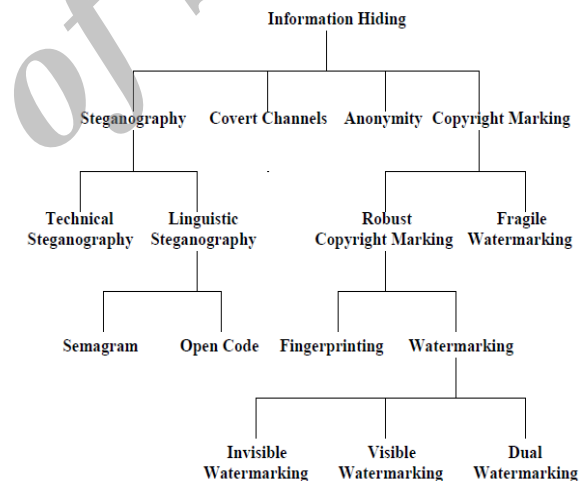 Information Hiding
Steganography Covert Channels Anonymity Copyright Marking
Technical Steganography
Linguistic Steganography
Robust Copyright Marking
Fragile Watermarking
Semagram Open Code Fingerprinting Watermarking
Invisible Watermarking
Visible Watermarking
Dual Watermarking
of